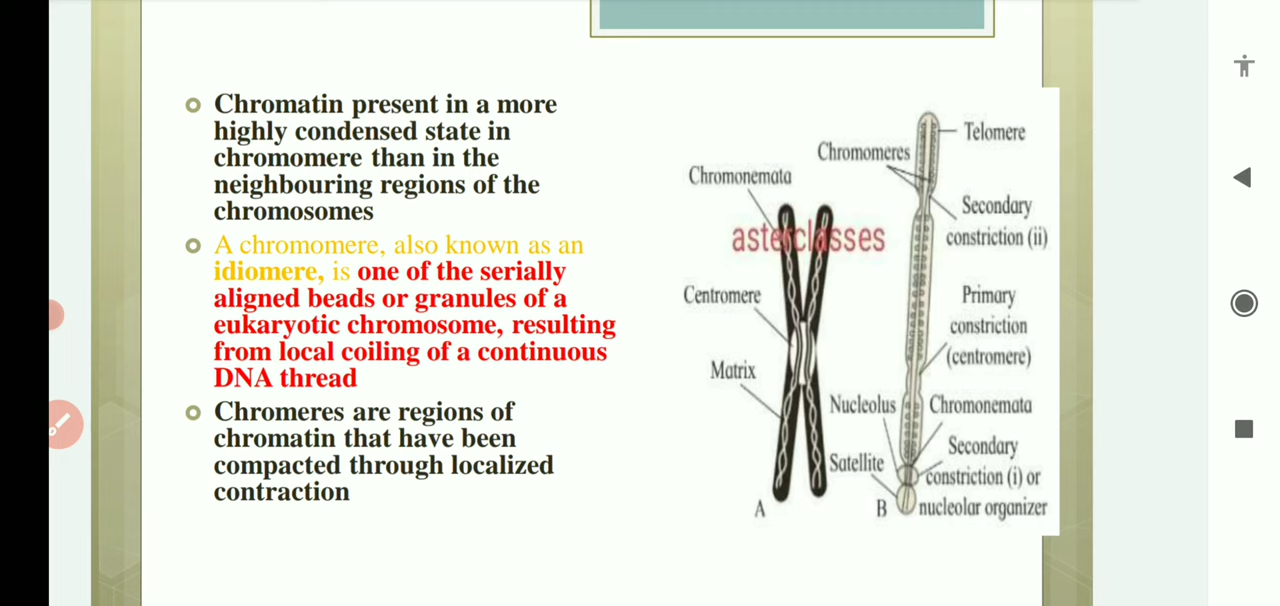 Chromatin present in a more
highly condensed state in
chromomere than in the
neighbouring regions of the
chromosomes
A chromomere, also known as an
idiomere, is one of the serially
aligned beads or granules of a
eukaryotic chromosome, resulting
from local coiling of a continuous
DNA thread
Chromeres are regions of
chromatin that have been
compacted through localized
contraction
Chromonemata
asterclasses
Centromere
Matrix
A
Chromomeres
Telomere
Secondary
constriction (ii)
Primary
constriction
(centromere)
Nucleolus
Chromonemata
Satellite
Secondary
constriction (i) or
nucleolar organizer
B